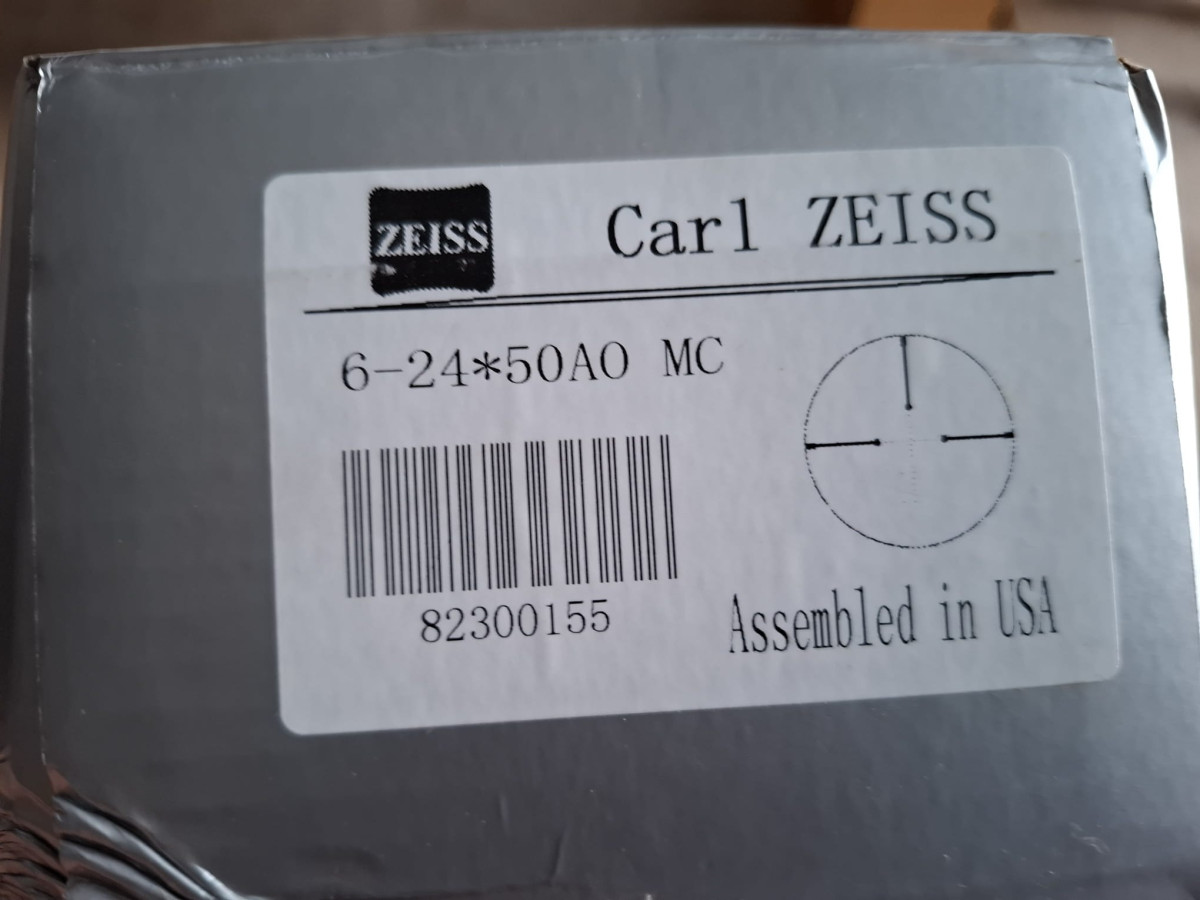 ZEISS
Carl ZEISS
6-24*50AO MC
82300155
Assembled in USA